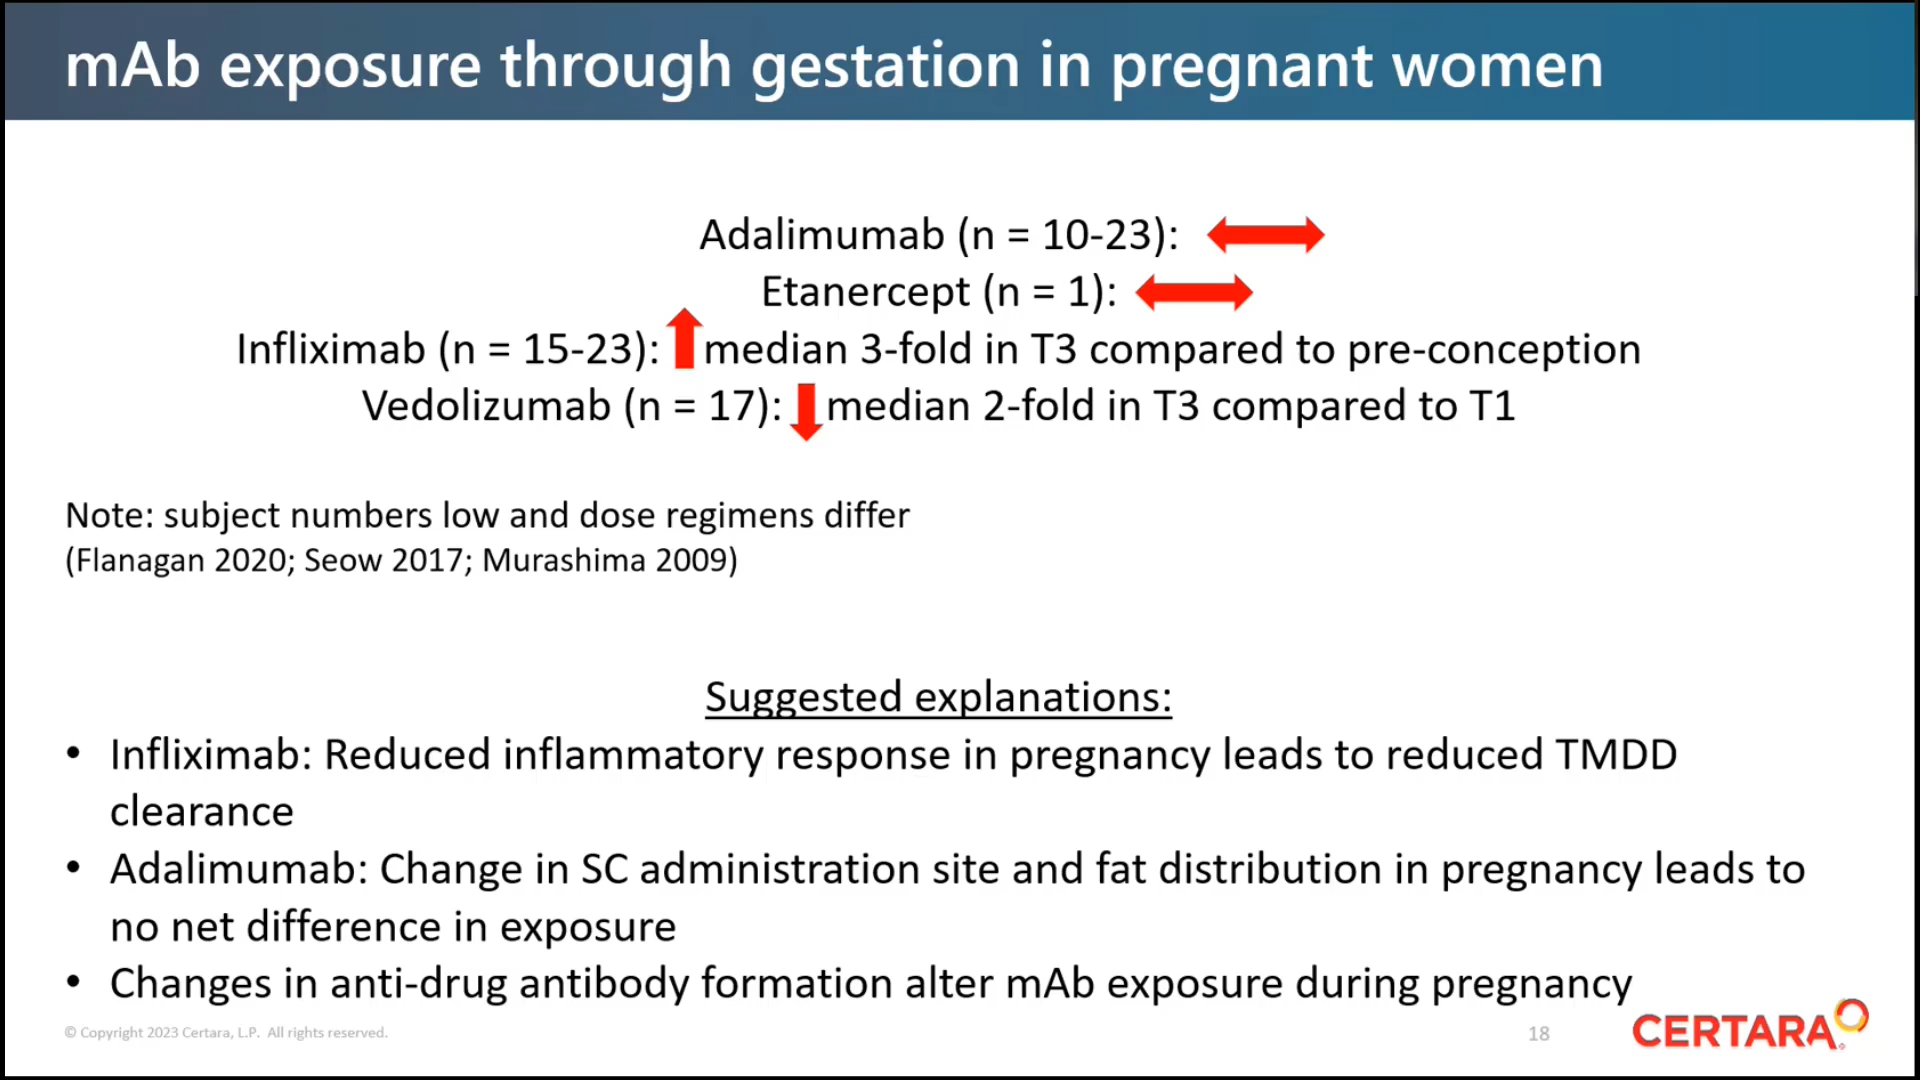 mAb exposure through gestation in pregnant women
Adalimumab (n = 10-23):
Etanercept (n = 1):
Infliximab (n = 15-23): median 3-fold in T3 compared to pre-conception
Vedolizumab (n = 17): median 2-fold in T3 compared to T1
Note: subject numbers low and dose regimens differ
(Flanagan 2020; Seow 2017; Murashima 2009)
Suggested explanations:
• Infliximab: Reduced inflammatory response in pregnancy leads to reduced TMDD
clearance
• Adalimumab: Change in SC administration site and fat distribution in pregnancy leads to
no net difference in exposure
• Changes in anti-drug antibody formation alter mAb exposure during pregnancy
© Copyright 2023 Certara, L.P. All rights reserved.
18
CERTARA